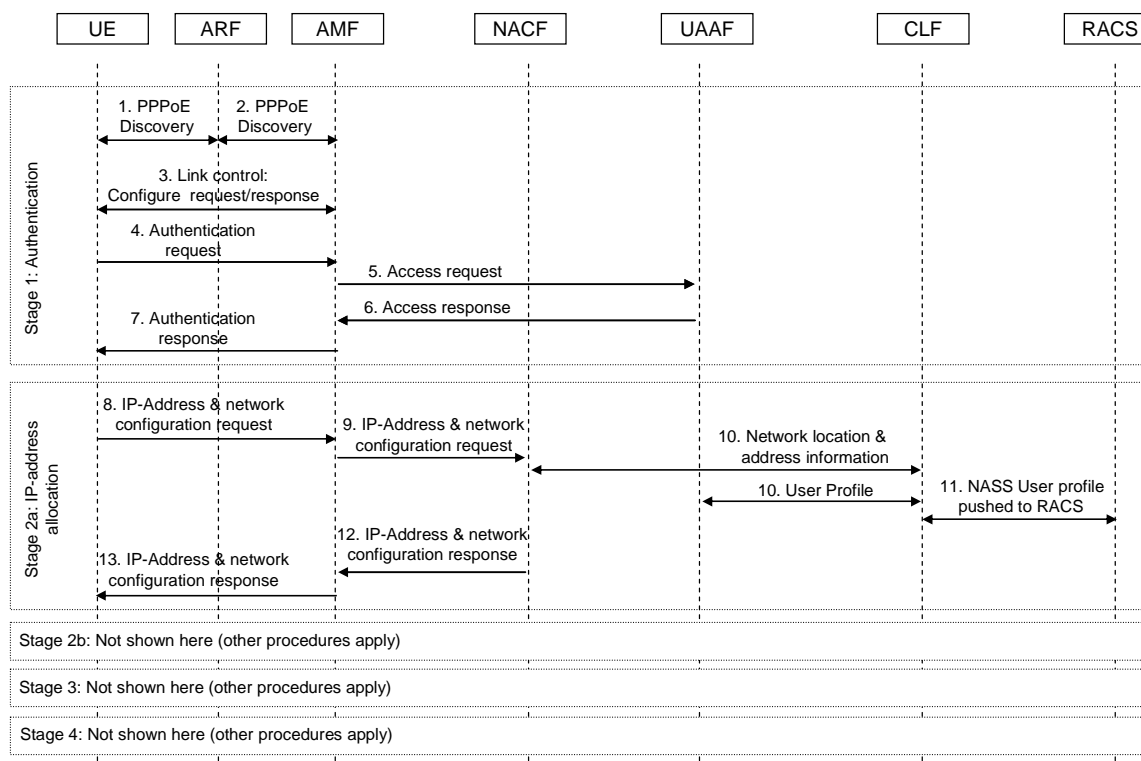 UE
ARF
AMF
NACF
UAAF
CLF
RACS
Stage 1: Authentication
1. PPPoE
Discovery
2. PPPoE
Discovery
3. Link control:
Configure request/response
4. Authentication
request
5. Access request
6. Access response
7. Authentication
response
Stage 2a: IP-address
allocation
8. IP-Address & network
configuration request
9. IP-Address & network
configuration request
10. Network location &
address information
10. User Profile
11. NASS User profile
pushed to RACS
12. IP-Address & network
configuration response
13. IP-Address & network
configuration response
Stage 2b: Not shown here (other procedures apply)
Stage 3: Not shown here (other procedures apply)
Stage 4: Not shown here (other procedures apply)